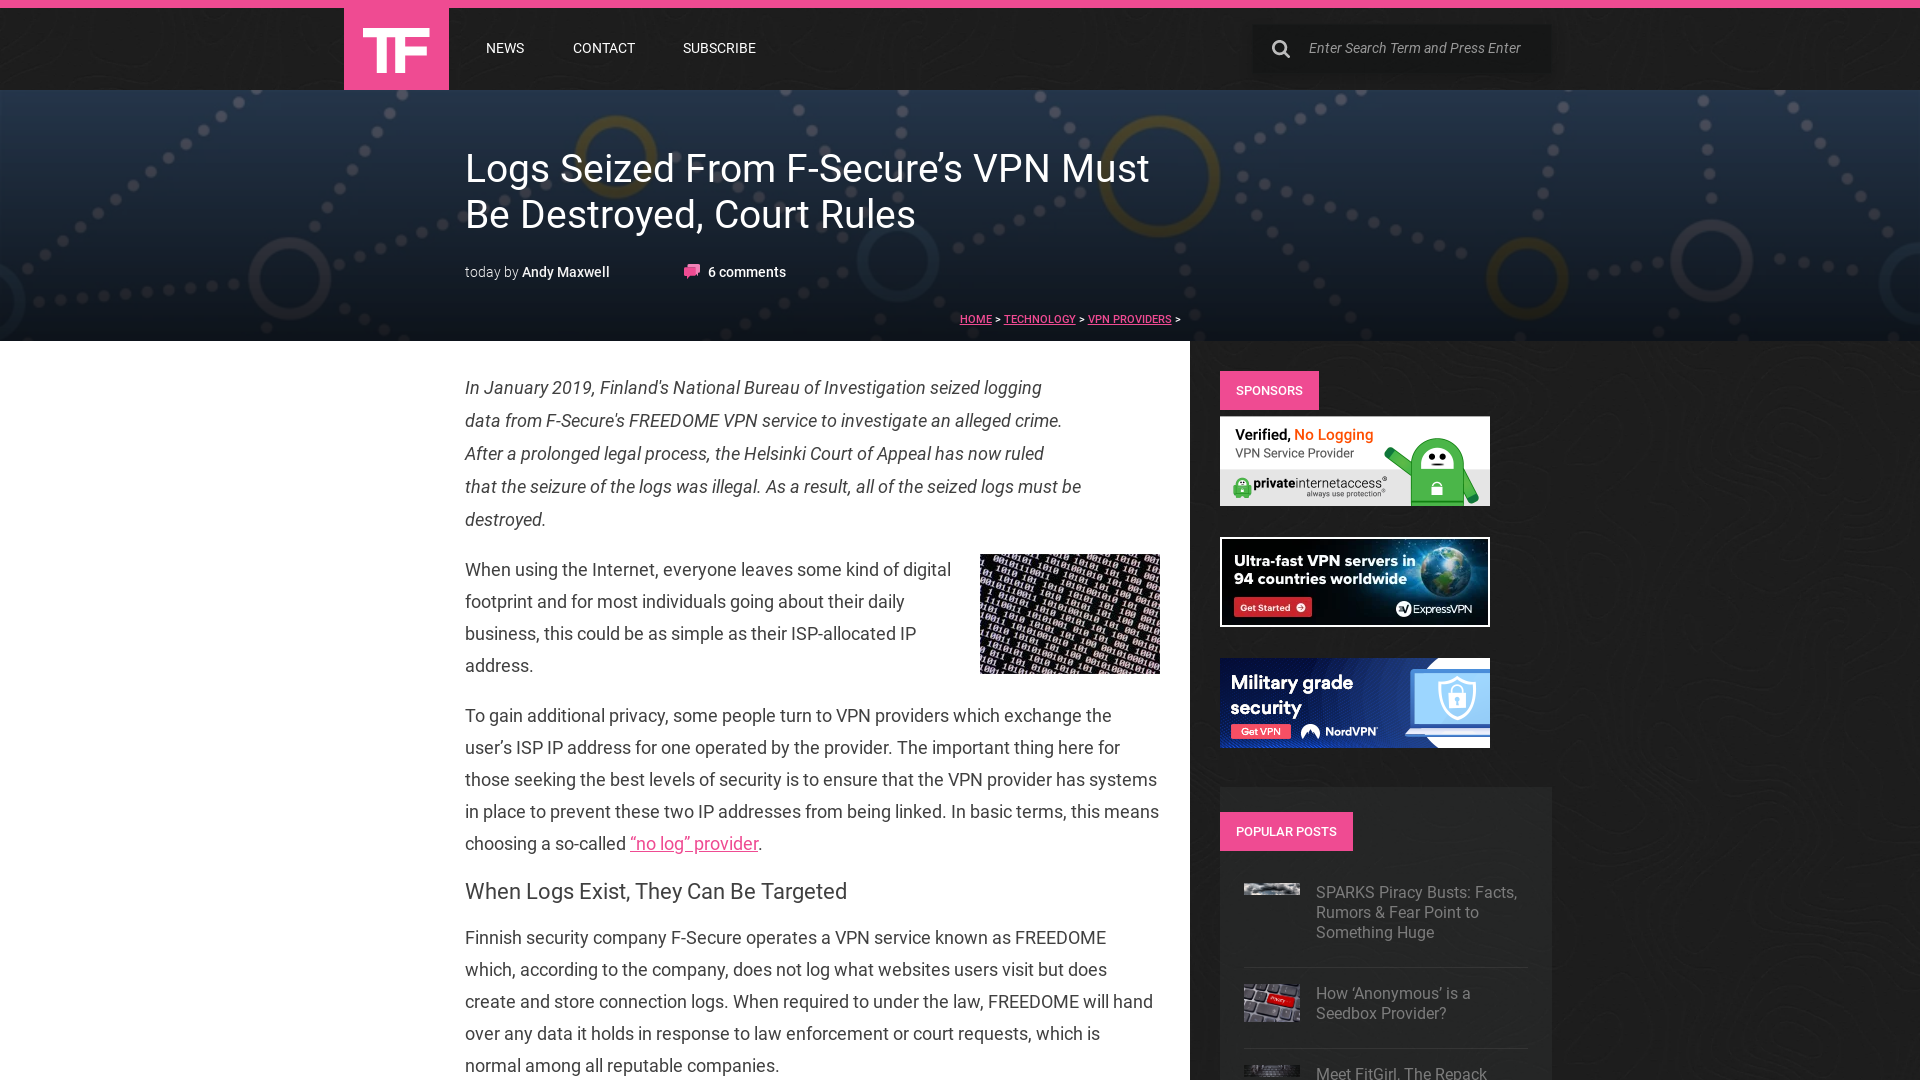 TF
NEWS
CONTACT
SUBSCRIBE
Enter Search Term and Press Enter
Logs Seized From F-Secure’s VPN Must
Be Destroyed, Court Rules
today by Andy Maxwell
6 comments
HOME > TECHNOLOGY > VPN PROVIDERS >
In January 2019, Finland's National Bureau of Investigation seized logging
data from F-Secure's FREEDOME VPN service to investigate an alleged crime.
After a prolonged legal process, the Helsinki Court of Appeal has now ruled
that the seizure of the logs was illegal. As a result, all of the seized logs must be
destroyed.
When using the Internet, everyone leaves some kind of digital
footprint and for most individuals going about their daily
business, this could be as simple as their ISP-allocated IP
address.
To gain additional privacy, some people turn to VPN providers which exchange the
user’s ISP IP address for one operated by the provider. The important thing here for
those seeking the best levels of security is to ensure that the VPN provider has systems
in place to prevent these two IP addresses from being linked. In basic terms, this means
choosing a so-called “no log” provider.
When Logs Exist, They Can Be Targeted
Finnish security company F-Secure operates a VPN service known as FREEDOME
which, according to the company, does not log what websites users visit but does
create and store connection logs. When required to under the law, FREEDOME will hand
over any data it holds in response to law enforcement or court requests, which is
normal among all reputable companies.
SPONSORS
Verified, No Logging
VPN Service Provider
privateinternetaccess®
always use protection®
Ultra-fast VPN servers in
94 countries worldwide
Get Started
ExpressVPN
Military grade
security
Get VPN
NordVPN®
POPULAR POSTS
SPARKS Piracy Busts: Facts,
Rumors & Fear Point to
Something Huge
How ‘Anonymous’ is a
Seedbox Provider?
Meet FitGirl, The Repack